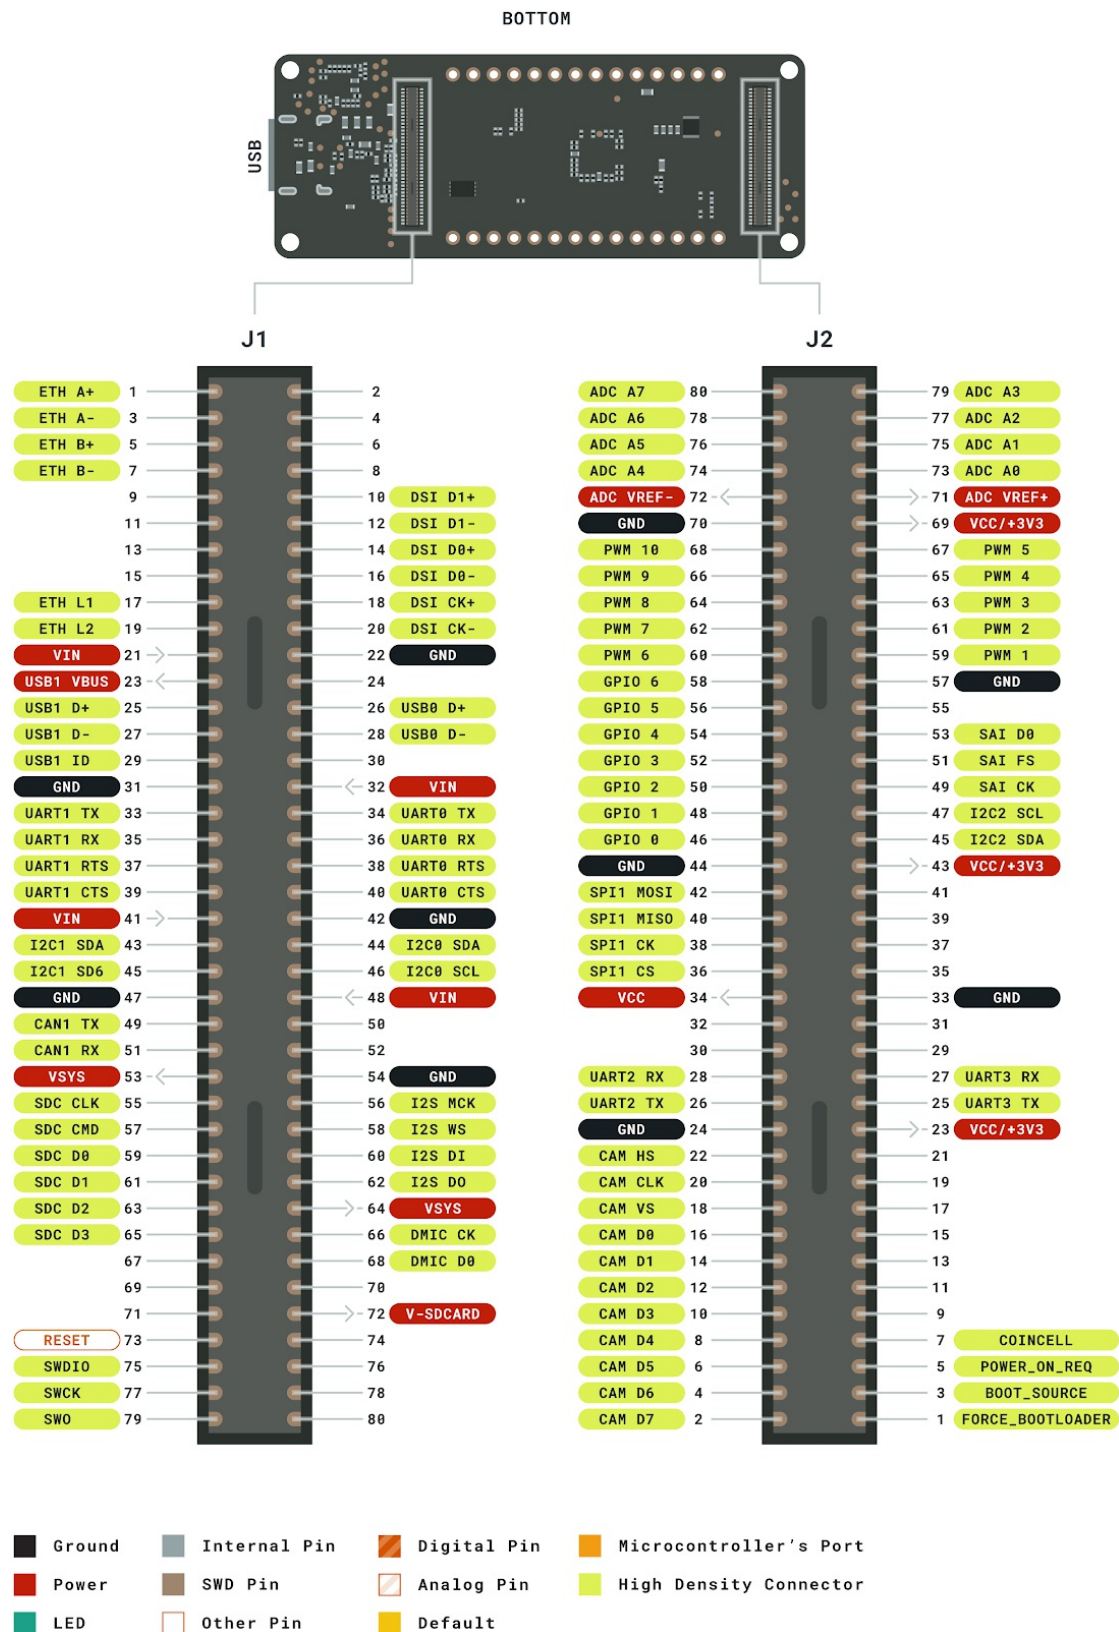 BOTTOM
USB
J1 J2
ETH A+ 1 2 ADC A7 80 79 ADC A3
ETH A- 3 4 ADC A6 78 77 ADC A2
ETH B+ 5 6 ADC A5 76 75 ADC A1
ETH B- 7 8 ADC A4 74 73 ADC A0
9 10 DSI D1+ ADC VREF- 72 71 ADC VREF+
11 12 DSI D1- GND 70 69 VCC/+3V3
13 14 DSI D0+ PWM 10 68 67 PWM 5
15 16 DSI D0- PWM 9 66 65 PWM 4
ETH L1 17 18 DSI CK+ PWM 8 64 63 PWM 3
ETH L2 19 20 DSI CK- PWM 7 62 61 PWM 2
VIN 21 22 GND PWM 6 60 59 PWM 1
USB1 VBUS 23 24 GPIO 6 58 57 GND
USB1 D+ 25 26 USB0 D+ GPIO 5 56 55
USB1 D- 27 28 USB0 D- GPIO 4 54 53 SAI D0
USB1 ID 29 30 GPIO 3 52 51 SAI FS
GND 31 32 VIN GPIO 2 50 49 SAI CK
UART1 TX 33 34 UART0 TX GPIO 1 48 47 I2C2 SCL
UART1 RX 35 36 UART0 RX GPIO 0 46 45 I2C2 SDA
UART1 RTS 37 38 UART0 RTS GND 44 43 VCC/+3V3
UART1 CTS 39 40 UART0 CTS SPI1 MOSI 42 41
VIN 41 42 GND SPI1 MISO 40 39
I2C1 SDA 43 44 I2C0 SDA SPI1 CK 38 37
I2C1 SD6 45 46 I2C0 SCL SPI1 CS 36 35
GND 47 48 VIN VCC 34 33 GND
CAN1 TX 49 50 32 31
CAN1 RX 51 52 30 29
VSYS 53 54 GND UART2 RX 28 27 UART3 RX
SDC CLK 55 56 I2S MCK UART2 TX 26 25 UART3 TX
SDC CMD 57 58 I2S WS GND 24 23 VCC/+3V3
SDC D0 59 60 I2S DI CAM HS 22 21
SDC D1 61 62 I2S DO CAM CLK 20 19
SDC D2 63 64 VSYS CAM VS 18 17
SDC D3 65 66 DMIC CK CAM D0 16 15
67 68 DMIC D0 CAM D1 14 13
69 70 CAM D2 12 11
71 72 V-SDCARD CAM D3 10 9
RESET 73 74 CAM D4 8 7 COINCELL
SWDIO 75 76 CAM D5 6 5 POWER_ON_REQ
SWCK 77 78 CAM D6 4 3 BOOT_SOURCE
SWO 79 80 CAM D7 2 1 FORCE_BOOTLOADER
Ground Internal Pin Digital Pin Microcontroller's Port
Power SWD Pin Analog Pin High Density Connector
LED Other Pin Default